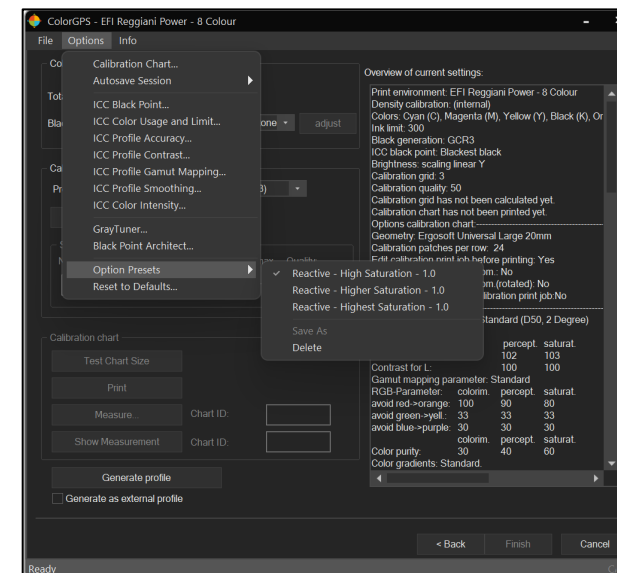 ColorGPS - EFI Reggiani Power - 8 Colour
File Options Info
Calibration Chart...
Autosave Session
ICC Black Point...
ICC Color Usage and Limit...
ICC Profile Accuracy...
ICC Profile Contrast...
ICC Profile Gamut Mapping...
ICC Profile Smoothing...
ICC Color Intensity...
GrayTuner...
Black Point Architect...
Option Presets
Reset to Defaults...
Reactive - High Saturation - 1.0
Reactive - Higher Saturation - 1.0
Reactive - Highest Saturation - 1.0
Save As
Delete
adjust
Calibration chart
Test Chart Size
Print
Measure... Chart ID:
Show Measurement Chart ID:
Generate profile
Generate as external profile
Overview of current settings:
Print environment: EFI Reggiani Power - 8 Colour
Density calibration: (internal)
Colors: Cyan (C), Magenta (M), Yellow (Y), Black (K), Or
Ink limit: 300
Black generation: GCR3
ICC black point: Blackest black
Brightness: scaling linear Y
Calibration grid: 3
Calibration quality: 50
Calibration grid has not been calculated yet.
Calibration chart has not been printed yet.
Options calibration chart:
Geometry: Ergosoft Universal Large 20mm
Calibration patches per row: 24
Edit calibration print job before printing: Yes
om.: No
om.(rotated): No
libration print job:No
tandard (D50, 2 Degree)
percept. saturat.
102 103
Contrast for L: 100 100
Gamut mapping parameter: Standard
RGB-Parameter: colorim. percept. saturat.
avoid red->orange: 100 90 80
avoid green->yell.: 33 33 33
avoid blue->purple: 30 30 30
colorim. percept. saturat.
Color purity: 30 40 60
Color gradients: Standard.
< Back Finish Cancel
Ready